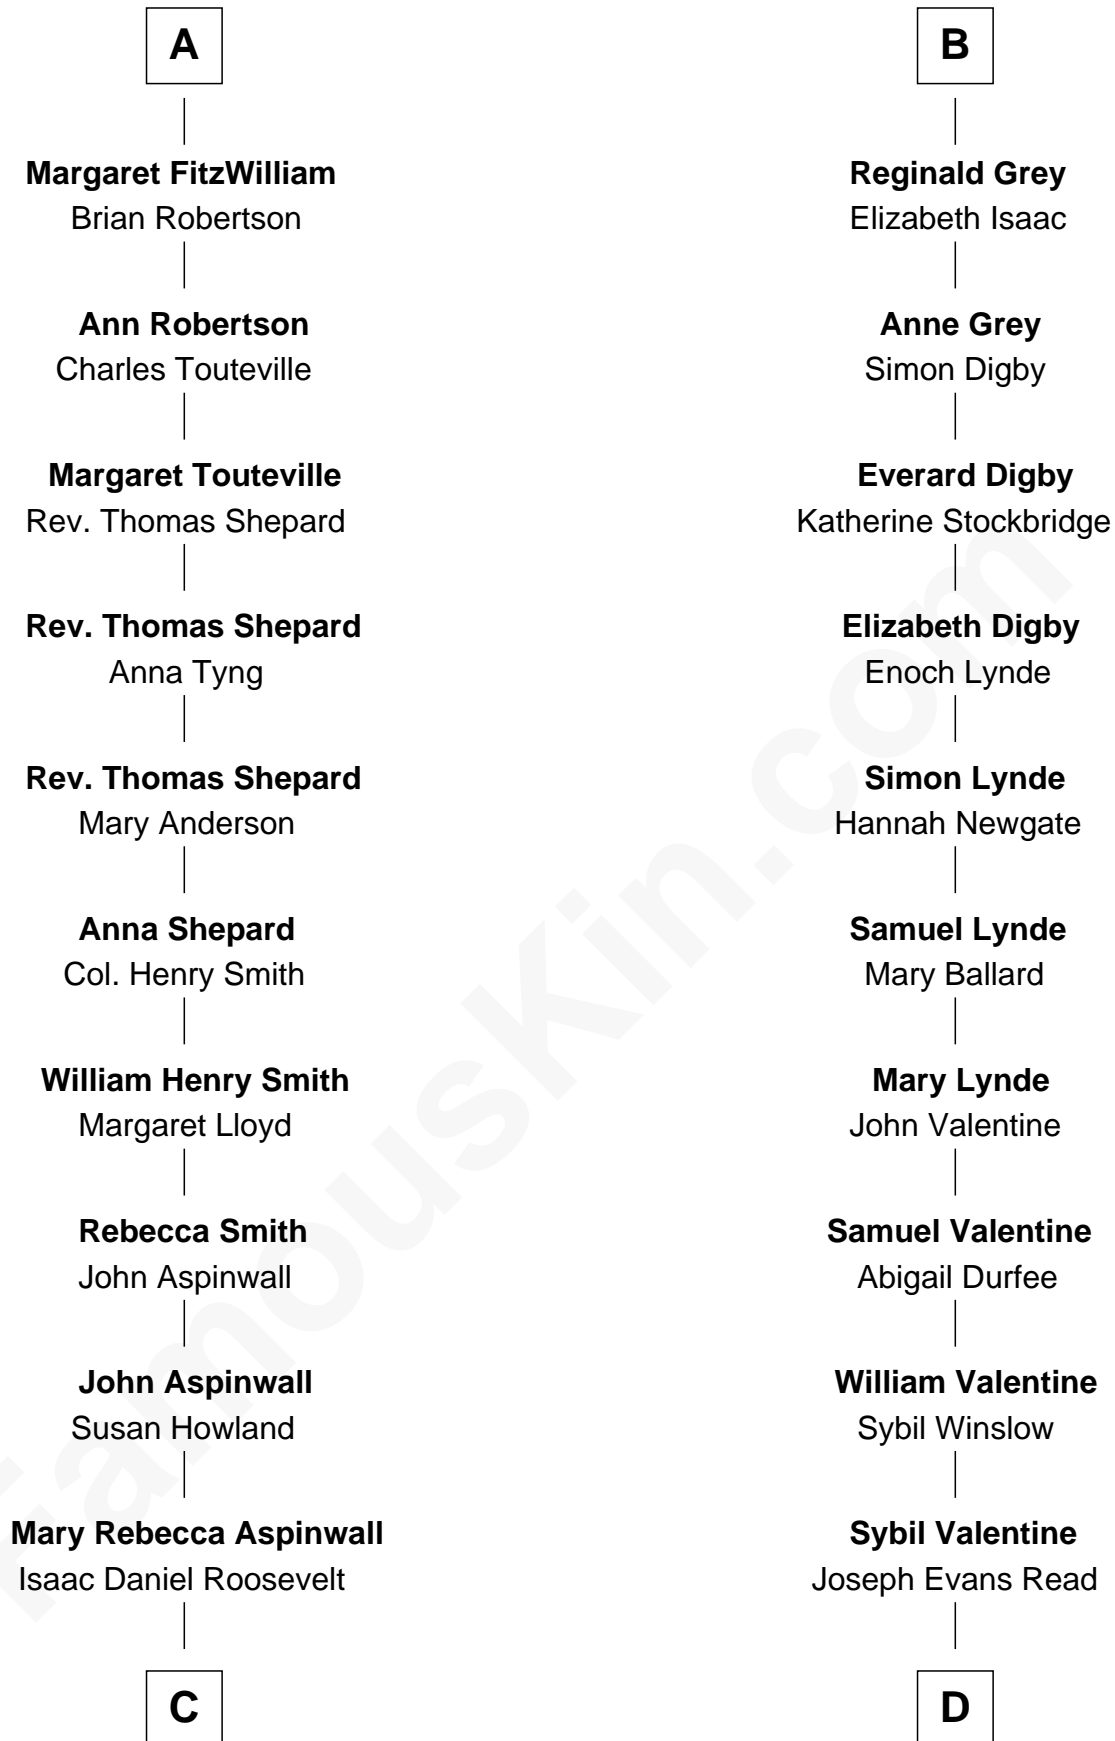 A
Margaret FitzWilliam
Brian Robertson
Ann Robertson
Charles Touteville
Margaret Touteville
Rev. Thomas Shepard
Rev. Thomas Shepard
Anna Tyng
Rev. Thomas Shepard
Mary Anderson
Anna Shepard
Col. Henry Smith
William Henry Smith
Margaret Lloyd
Rebecca Smith
John Aspinwall
John Aspinwall
Susan Howland
Mary Rebecca Aspinwall
Isaac Daniel Roosevelt
C
B
Reginald Grey
Elizabeth Isaac
Anne Grey
Simon Digby
Everard Digby
Katherine Stockbridge
Elizabeth Digby
Enoch Lynde
Simon Lynde
Hannah Newgate
Samuel Lynde
Mary Ballard
Mary Lynde
John Valentine
Samuel Valentine
Abigail Durfee
William Valentine
Sybil Winslow
Sybil Valentine
Joseph Evans Read
D
FamousKin.com